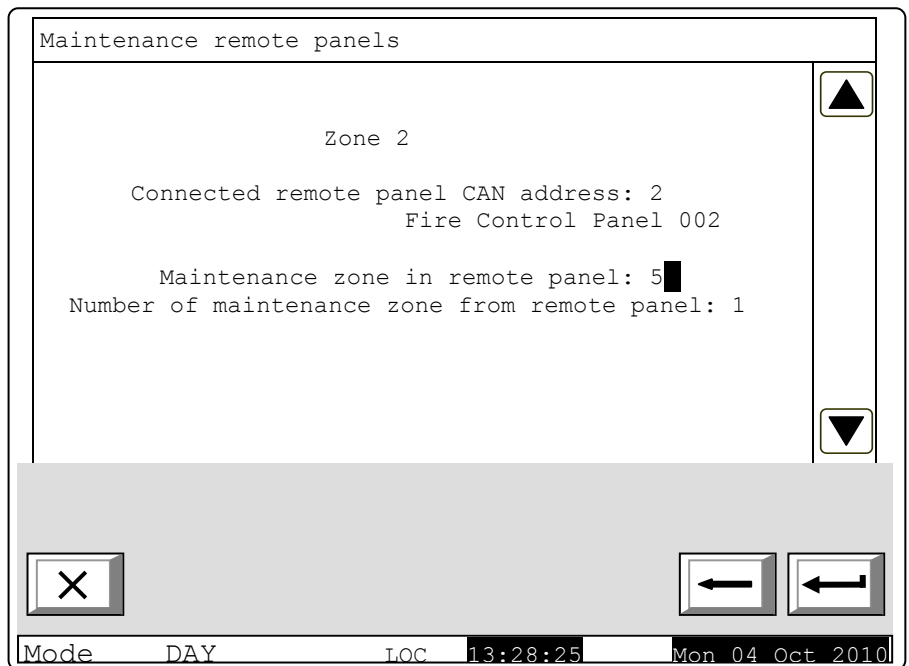 Maintenance remote panels
Zone 2
Connected remote panel CAN address: 2
Fire Control Panel 002
Maintenance zone in remote panel: 5
Number of maintenance zone from remote panel: 1
Mode DAY LOC 13:28:25 Mon 04 Oct 2010